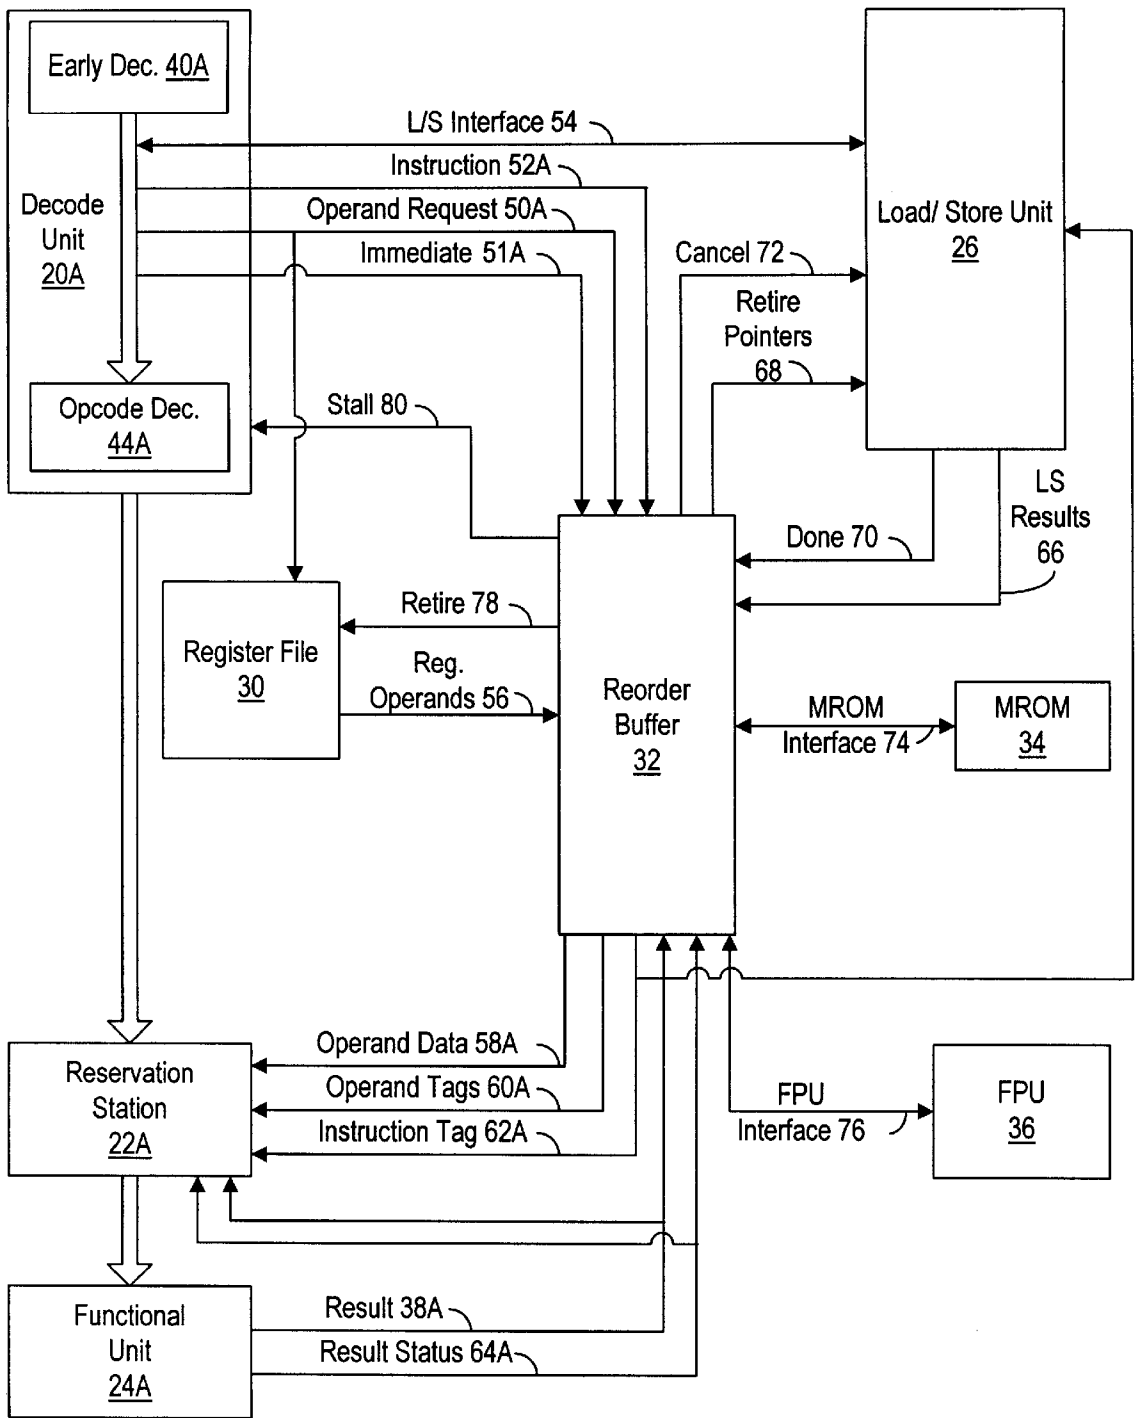 Early Dec. 40A
L/S Interface 54
Instruction 52A
Decode
Unit
20A
Operand Request 50A
Immediate 51A
Load/ Store Unit
26
Cancel 72
Retire
Pointers
68
Opcode Dec.
44A
Stall 80
LS
Results
66
Done 70
Retire 78
Register File
30
Reg.
Operands 56
Reorder
Buffer
32
MROM
Interface 74
MROM
34
Reservation
Station
22A
Operand Data 58A
Operand Tags 60A
Instruction Tag 62A
FPU
Interface 76
FPU
36
Functional
Unit
24A
Result 38A
Result Status 64A